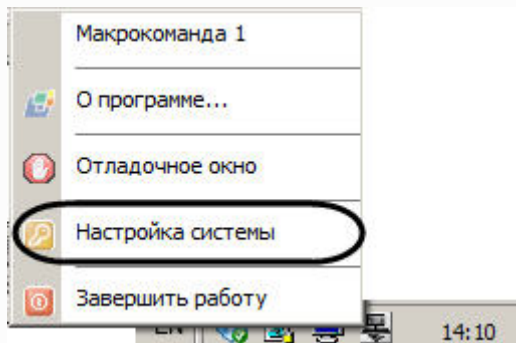 Макрокоманда 1
О программе...
Отладочное окно
Настройка системы
Завершить работу
EN 14:10